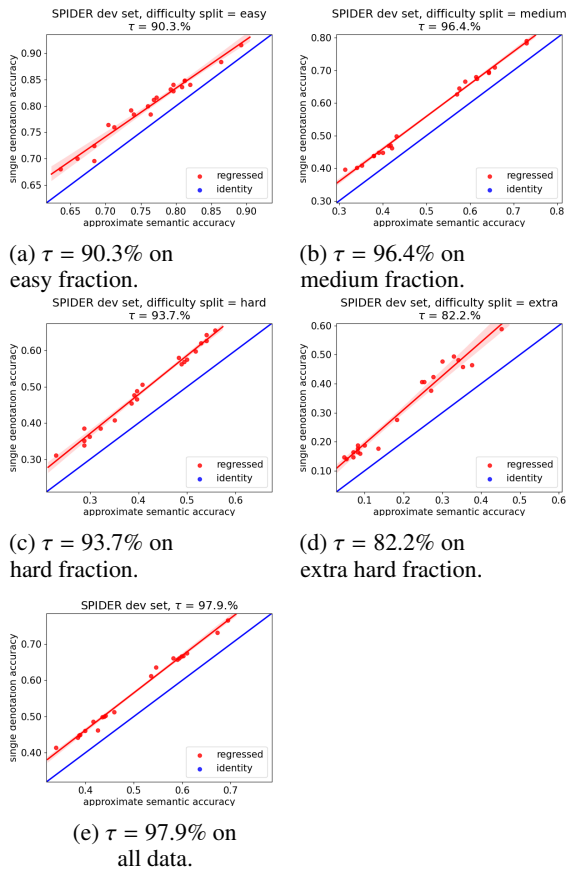 SPIDER dev set, difficulty split = easy
τ = 90.3.%
single denotation accuracy
0.90
0.85
0.80
0.75
0.70
0.65
regressed
identity
0.65 0.70 0.75 0.80 0.85 0.90
approximate semantic accuracy
(a) τ = 90.3% on
easy fraction.
SPIDER dev set, difficulty split = medium
τ = 96.4.%
single denotation accuracy
0.80
0.70
0.60
0.50
0.40
0.30
regressed
identity
0.3 0.4 0.5 0.6 0.7 0.8
approximate semantic accuracy
(b) τ = 96.4% on
medium fraction.
SPIDER dev set, difficulty split = hard
τ = 93.7.%
single denotation accuracy
0.60
0.50
0.40
0.30
regressed
identity
0.3 0.4 0.5 0.6
approximate semantic accuracy
(c) τ = 93.7% on
hard fraction.
SPIDER dev set, difficulty split = extra
τ = 82.2.%
single denotation accuracy
0.60
0.50
0.40
0.30
0.20
0.10
regressed
identity
0.1 0.2 0.3 0.4 0.5 0.6
approximate semantic accuracy
(d) τ = 82.2% on
extra hard fraction.
SPIDER dev set, τ = 97.9.%
single denotation accuracy
0.70
0.60
0.50
0.40
regressed
identity
0.4 0.5 0.6 0.7
approximate semantic accuracy
(e) τ = 97.9% on
all data.